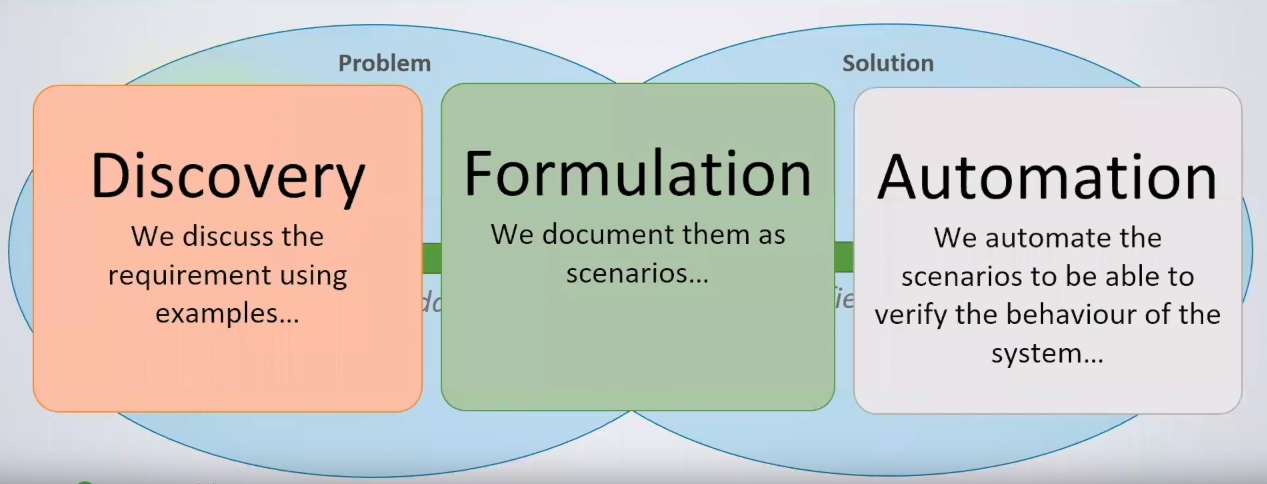 Problem
Solution
Discovery
We discuss the
requirement using
examples...
Formulation
We document them as
scenarios...
Automation
We automate the
scenarios to be able to
verify the behaviour of the
system...